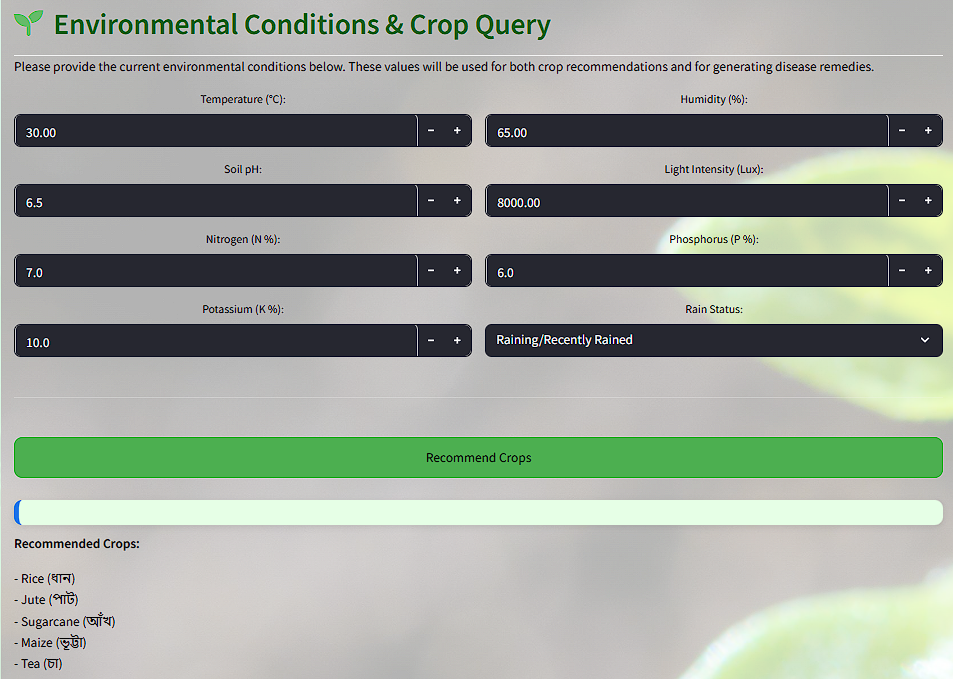 Environmental Conditions & Crop Query
Please provide the current environmental conditions below. These values will be used for both crop recommendations and for generating disease remedies.
Temperature (°C):
Humidity (%):
30.00
65.00
Soil pH:
Light Intensity (Lux):
6.5
8000.00
Nitrogen (N %):
Phosphorus (P %):
7.0
6.0
Potassium (K %):
Rain Status:
10.0
Raining/Recently Rained
Recommend Crops
Recommended Crops:
- Rice (ধান)
- Jute (পাট)
- Sugarcane (আঁখ)
- Maize (ভূট্টা)
- Tea (চা)